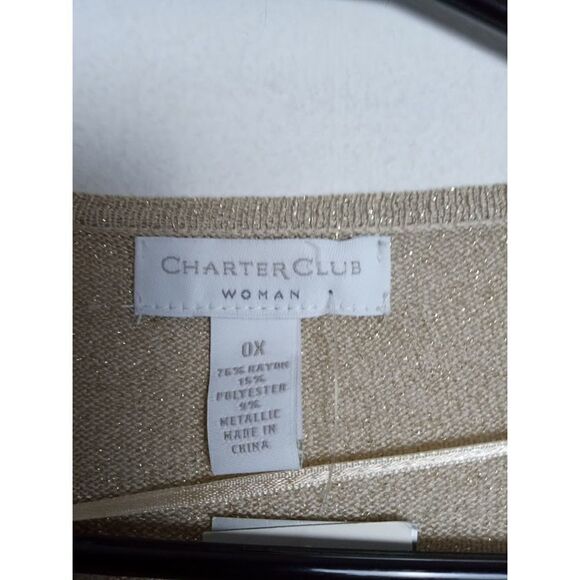 CHARTER CLUB
WOMAN
0X
76% RAYON
15%
POLYESTER
9%
METALLIC
MADE IN
CHINA